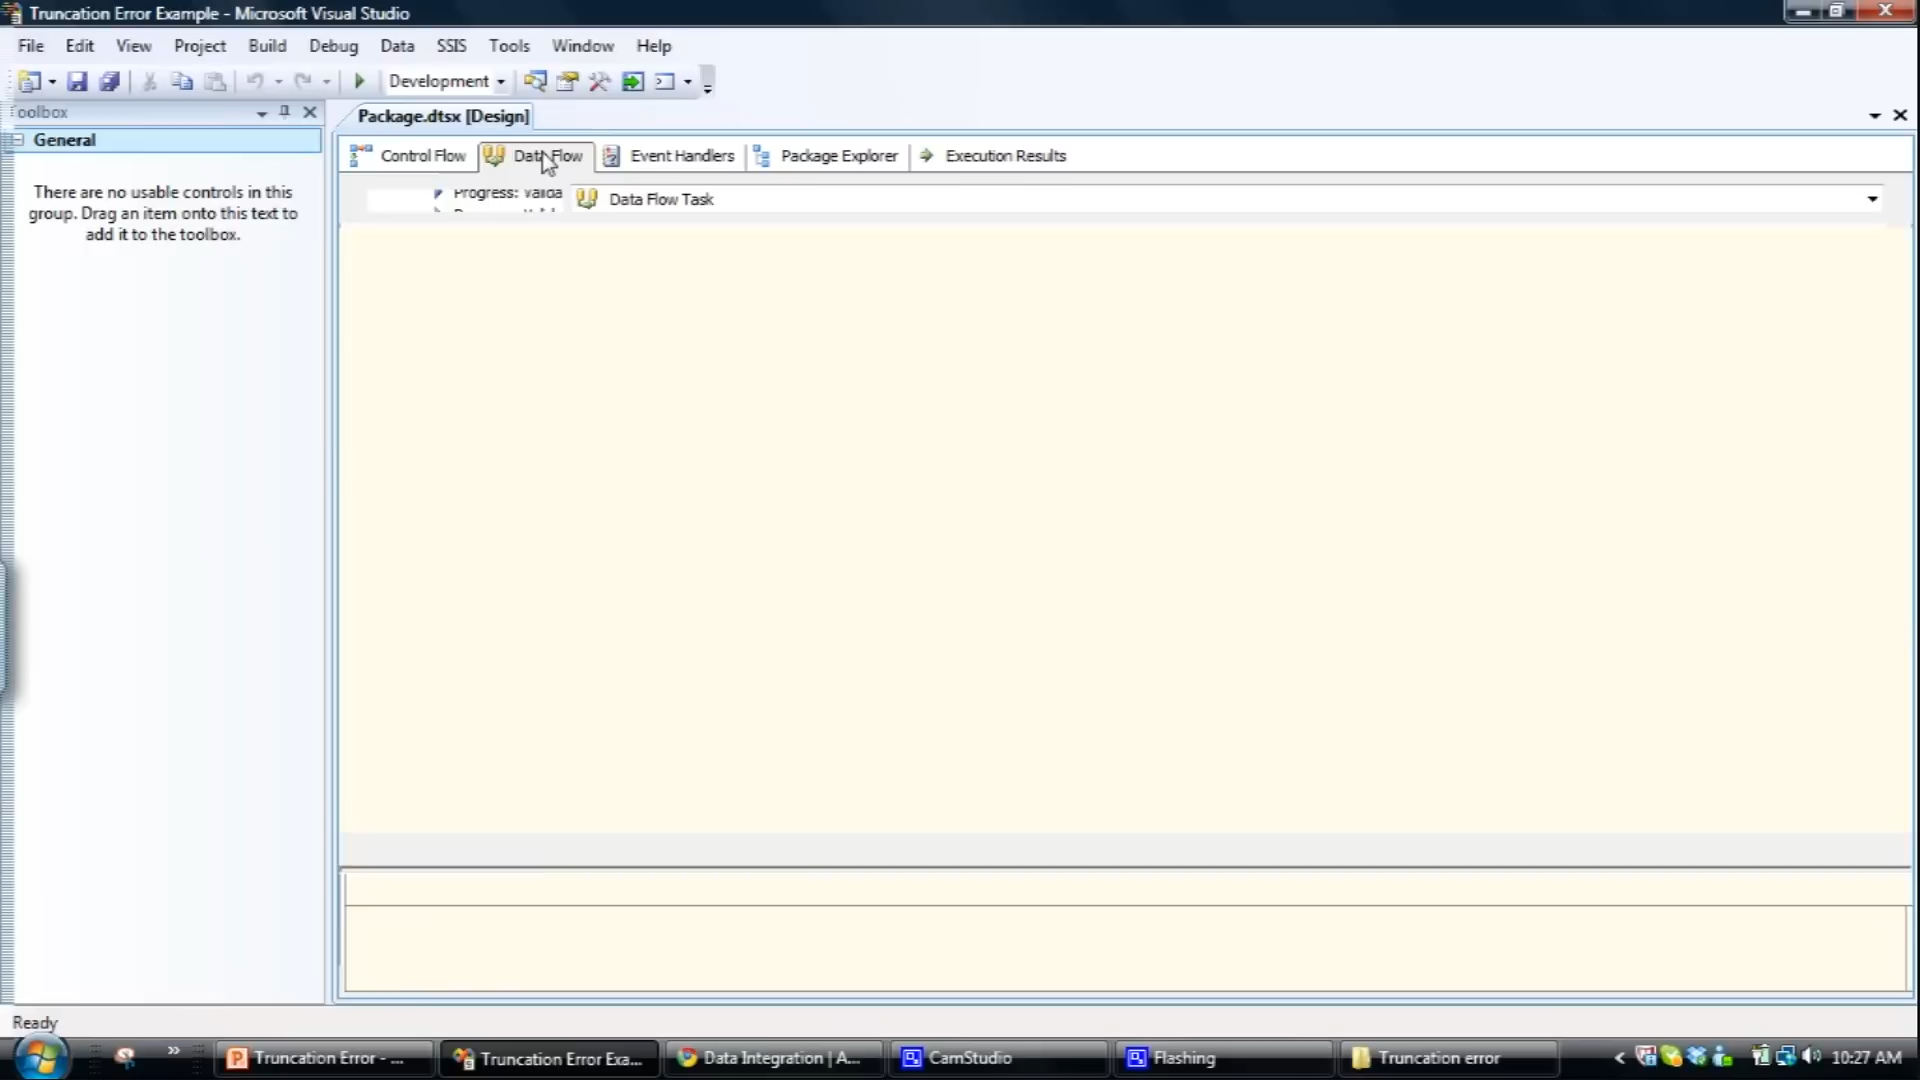 Truncation Error Example - Microsoft Visual Studio
File Edit View Project Build Debug Data SSIS Tools Window Help
Development
oolbox
Package.dtsx [Design]
General
Control Flow Data Flow Event Handlers Package Explorer Execution Results
There are no usable controls in this
group. Drag an item onto this text to
add it to the toolbox.
Progress: Valida
Data Flow Task
Ready
Truncation Error - ... Truncation Error Exa... Data Integration | A... CamStudio Flashing Truncation error 10:27 AM